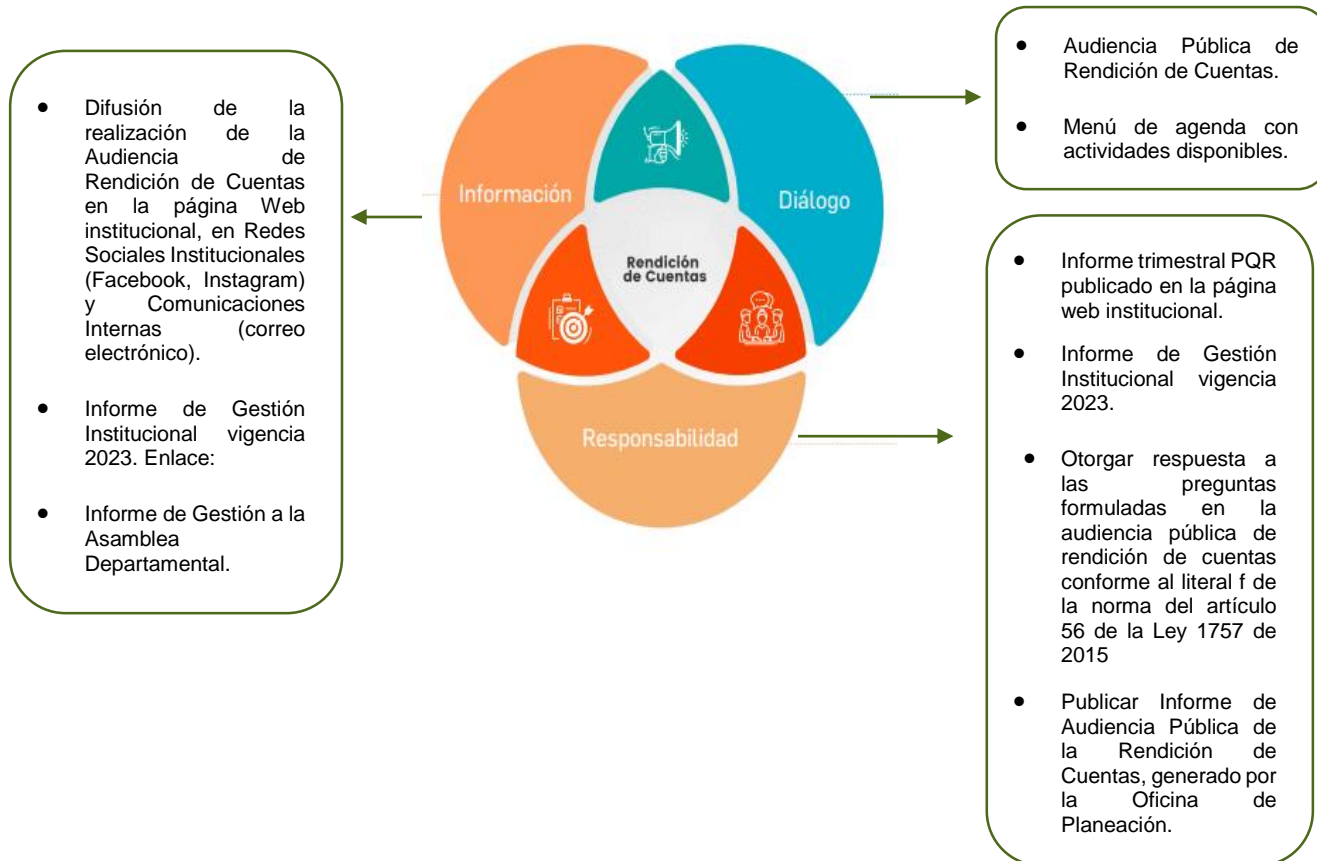 • Difusión de la
realización de la
Audiencia de
Rendición de Cuentas
en la página Web
institucional, en Redes
Sociales Institucionales
(Facebook, Instagram)
y Comunicaciones
Internas (correo
electrónico).
• Informe de Gestión
Institucional vigencia
2023. Enlace:
• Informe de Gestión a la
Asamblea
Departamental.
Información
Diálogo
Rendición
de Cuentas
Responsabilidad
• Audiencia Pública de
Rendición de Cuentas.
• Menú de agenda con
actividades disponibles.
• Informe trimestral PQR
publicado en la página
web institucional.
• Informe de Gestión
Institucional vigencia
2023.
• Otorgar respuesta a
las preguntas
formuladas en la
audiencia pública de
rendición de cuentas
conforme al literal f de
la norma del artículo
56 de la Ley 1757 de
2015
• Publicar Informe de
Audiencia Pública de
la Rendición de
Cuentas, generado por
la Oficina de
Planeación.